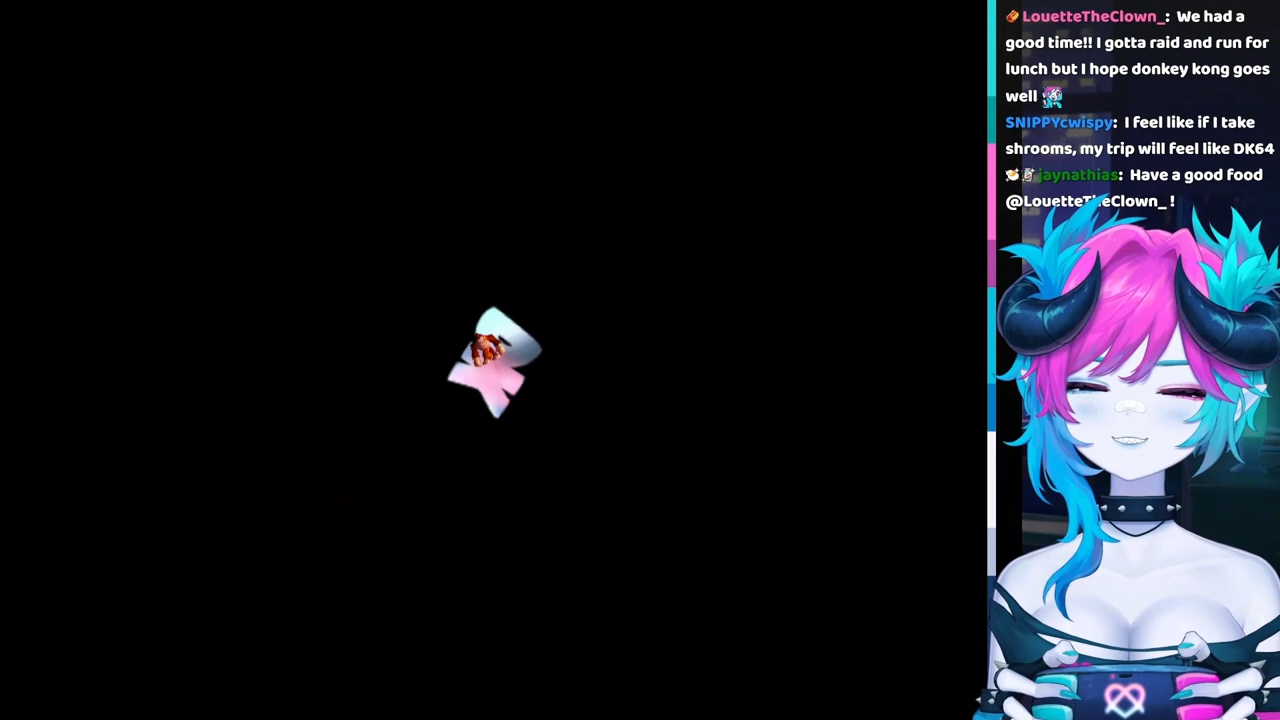 LouetteTheClown_: We had a
good time!! I gotta raid and run for
lunch but I hope donkey kong goes
well
SNIPPYcwispy: I feel like if I take
shrooms, my trip will feel like DK64
jaynathias: Have a good food
@LouetteTheClown_ !